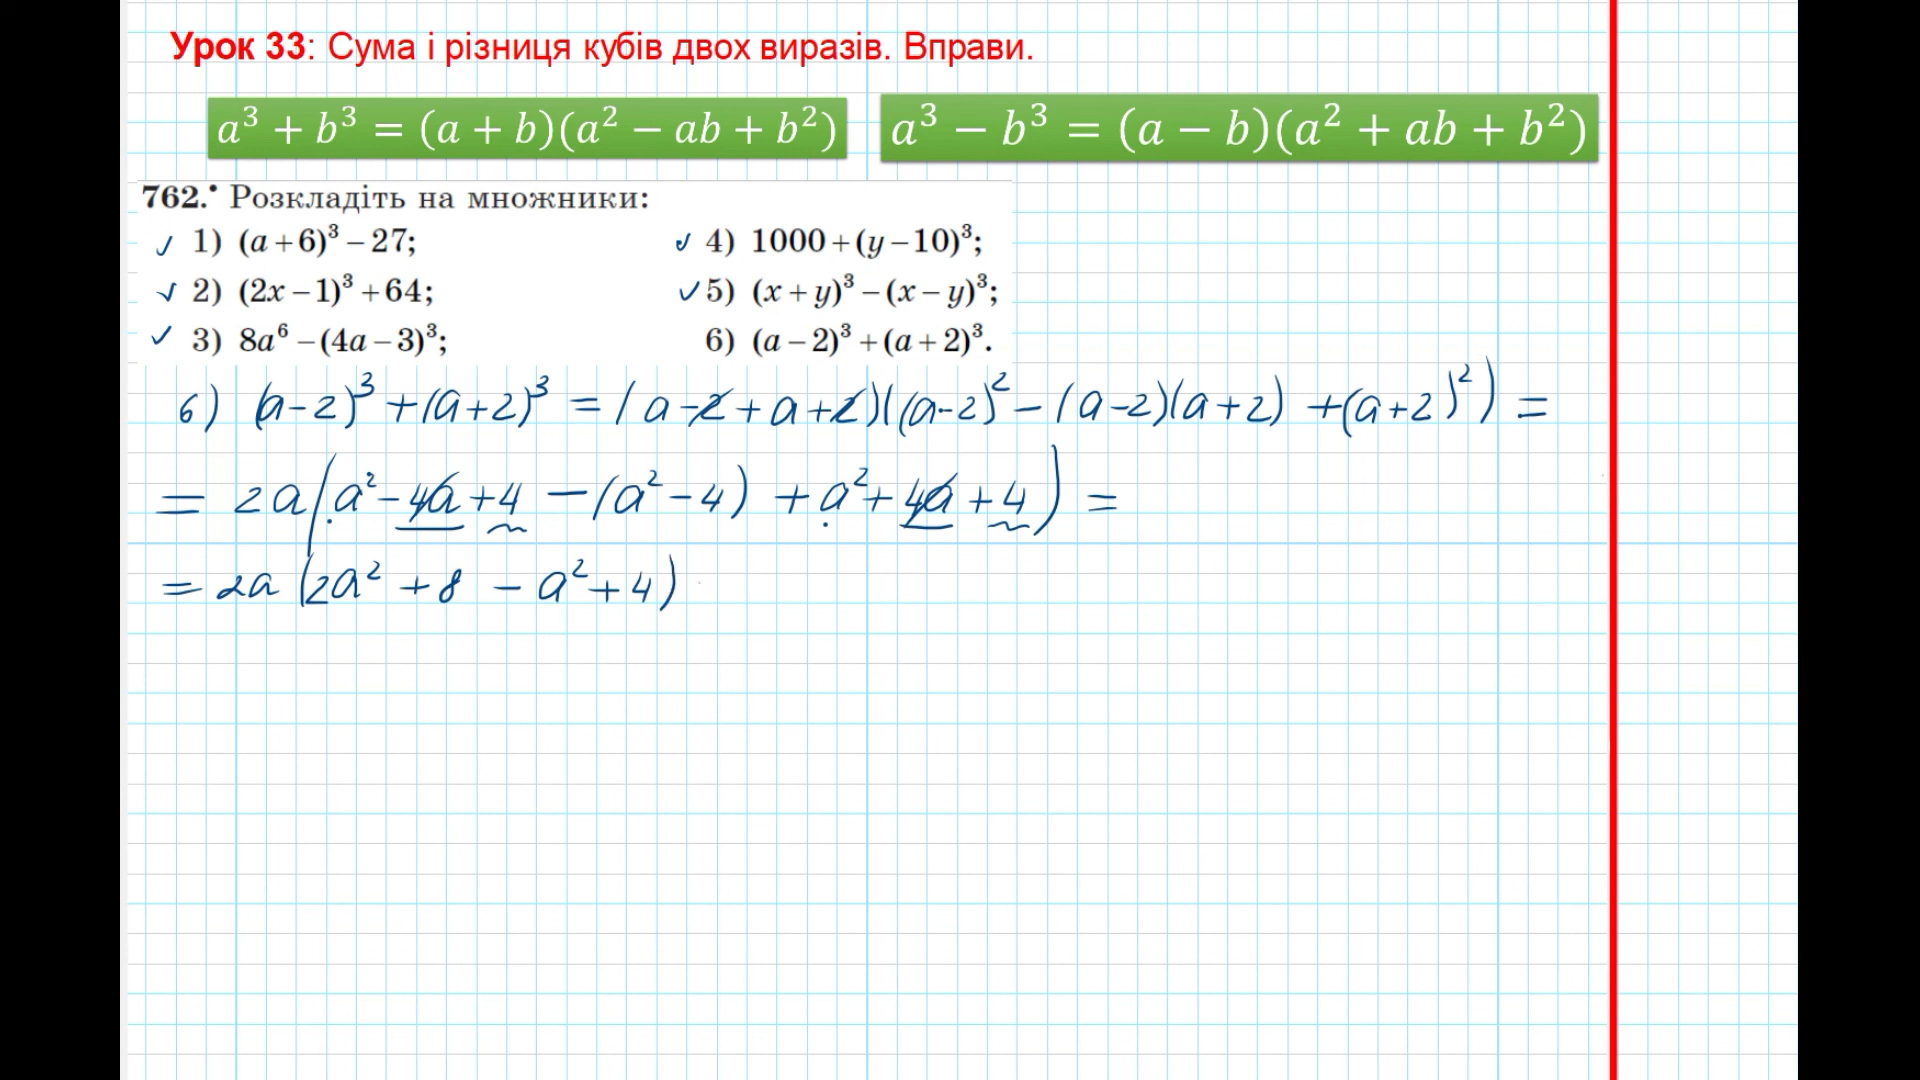 Урок 33: Сума і різниця кубів двох виразів. Вправи.
a³ + b³ = (a + b)(a² − ab + b²)
a³ − b³ = (a − b)(a² + ab + b²)
762.• Розкладіть на множники:
1) (a + 6)³ − 27;
2) (2x − 1)³ + 64;
3) 8a⁶ − (4a − 3)³;
4) 1000 + (y − 10)³;
5) (x + y)³ − (x − y)³;
6) (a − 2)³ + (a + 2)³.
6) (a−2)³ + (a+2)³ = (a−2 + a+2)((a−2)² − (a−2)(a+2) + (a+2)²) =
= 2a(a² − 4a + 4 − (a² − 4) + a² + 4a + 4) =
= 2a (2a² + 8 − a² + 4)